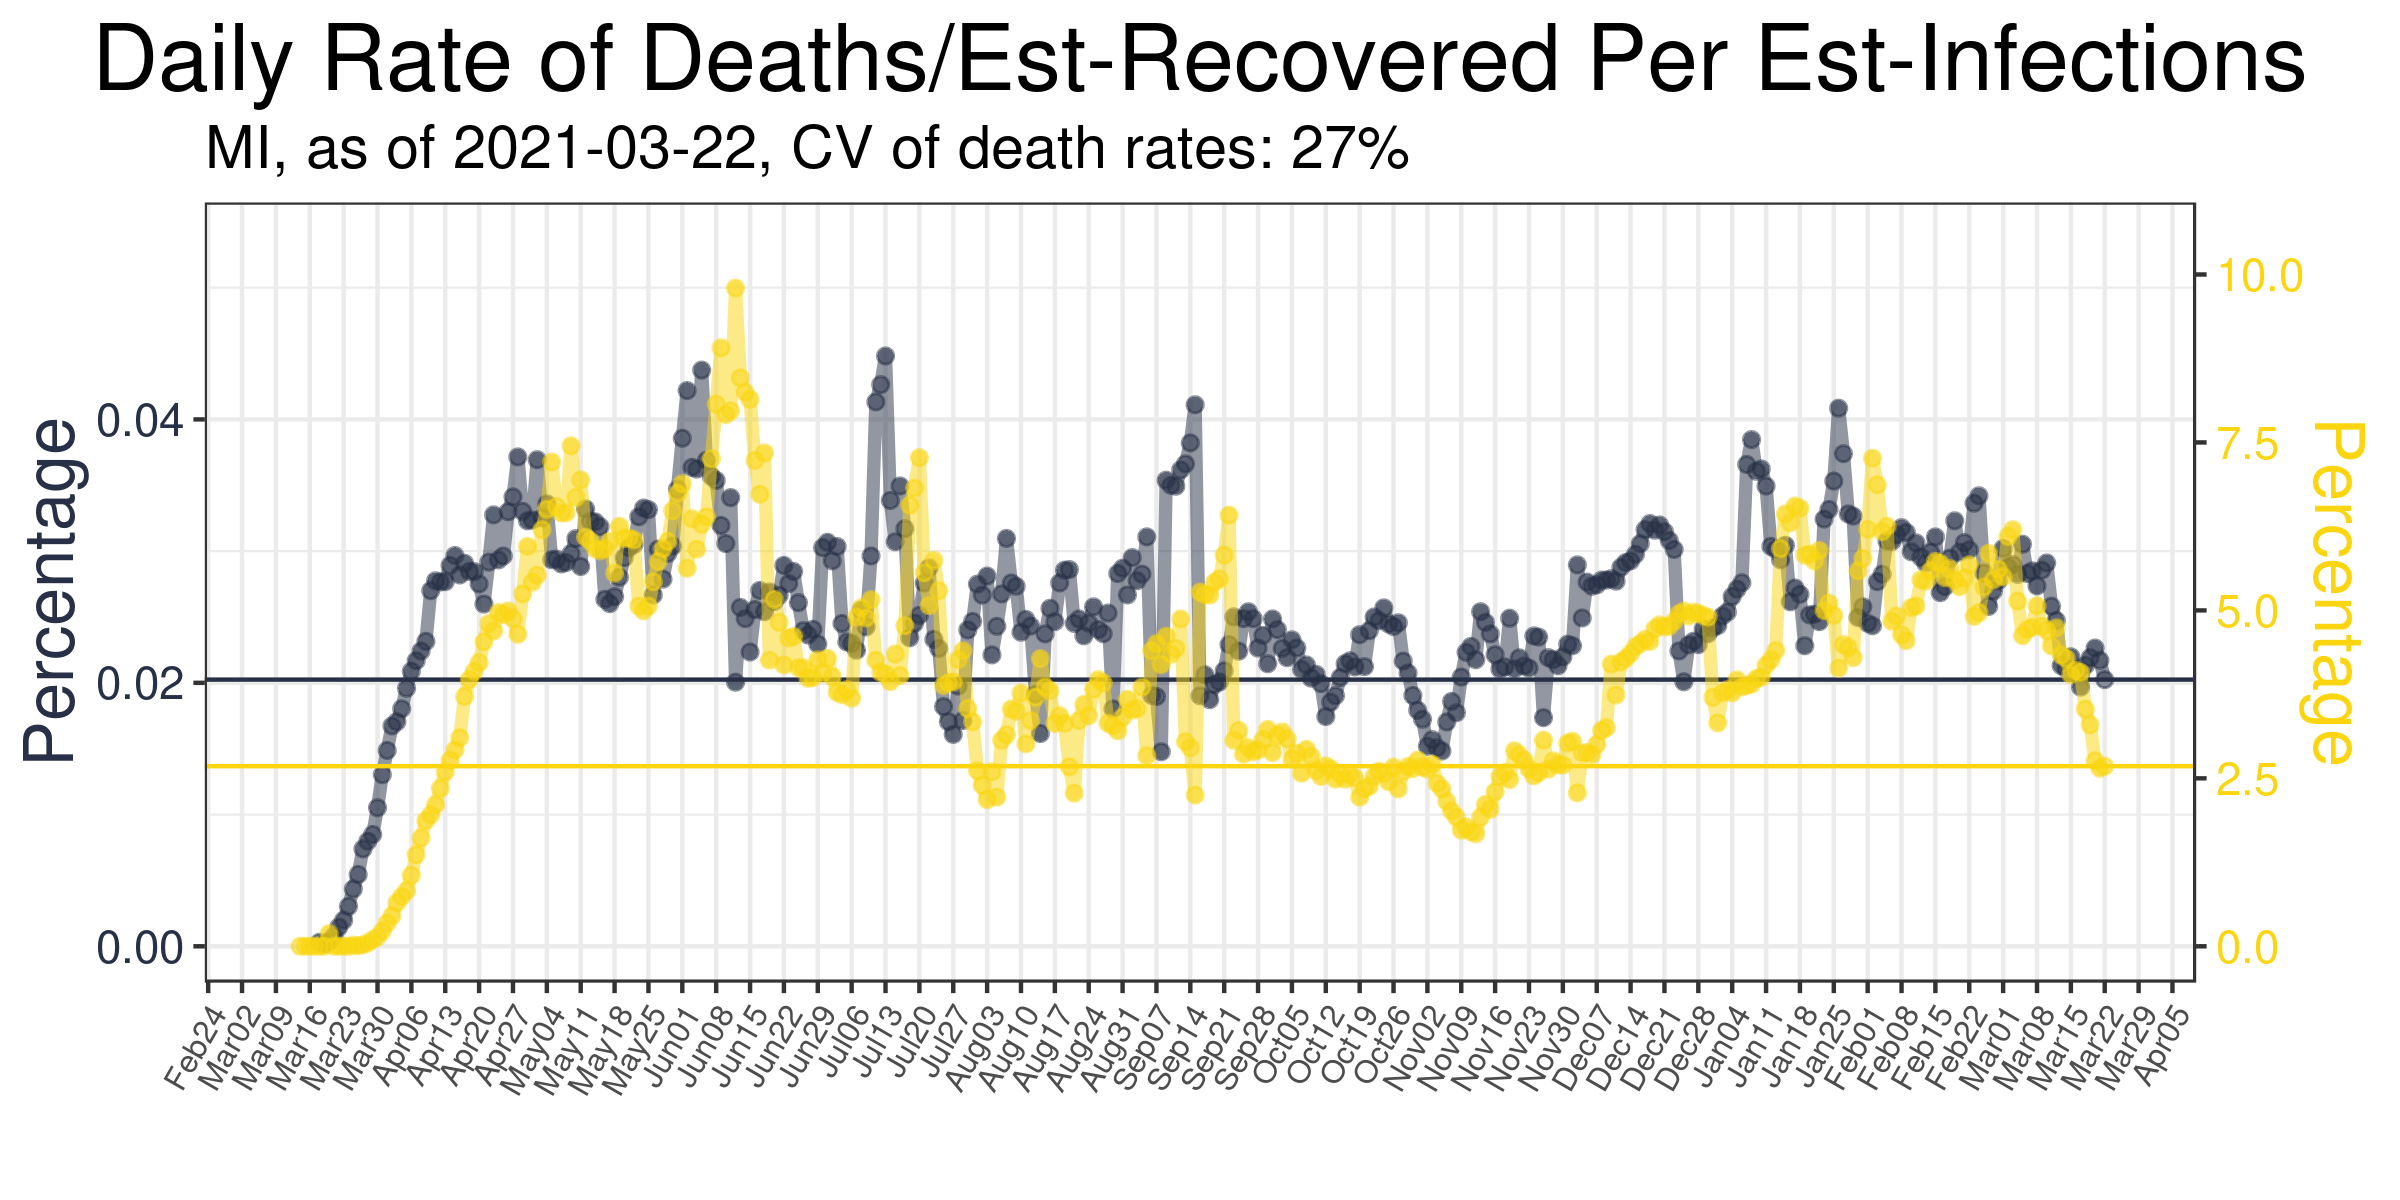 Daily Rate of Deaths/Est-Recovered Per Est-Infections
MI, as of 2021-03-22, CV of death rates: 27%
Percentage
0.04
0.02
0.00
10.0
7.5
5.0
2.5
0.0
Percentage
Feb24
Mar02
Mar09
Mar16
Mar23
Mar30
Apr06
Apr13
Apr20
Apr27
May04
May11
May18
May25
Jun01
Jun08
Jun15
Jun22
Jun29
Jul06
Jul13
Jul20
Jul27
Aug03
Aug10
Aug17
Aug24
Aug31
Sep07
Sep14
Sep21
Sep28
Oct05
Oct12
Oct19
Oct26
Nov02
Nov09
Nov16
Nov23
Nov30
Dec07
Dec14
Dec21
Dec28
Jan04
Jan11
Jan18
Jan25
Feb01
Feb08
Feb15
Feb22
Mar01
Mar08
Mar15
Mar22
Mar29
Apr05